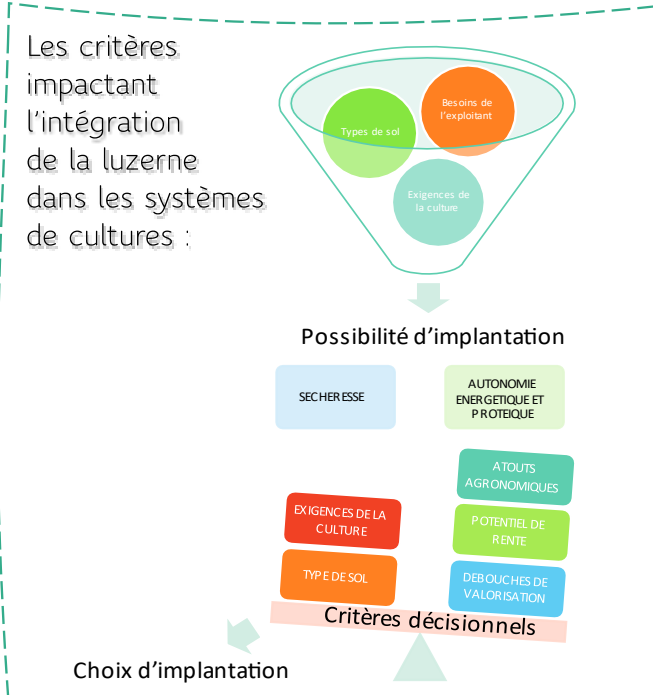 Les critères
impactant
l'intégration
de la luzerne
dans les systèmes
de cultures :
Besoins de
l'exploitant
Types de sol
Exigences de
la culture
Possibilité d'implantation
SECHERESSE
AUTONOMIE
ENERGETIQUE ET
PROTEIQUE
ATOUTS
AGRONOMIQUES
EXIGENCES DE LA
CULTURE
POTENTIEL DE
RENTE
TYPE DE SOL
DEBOUCHES DE
VALORISATION
Critères décisionnels
Choix d'implantation